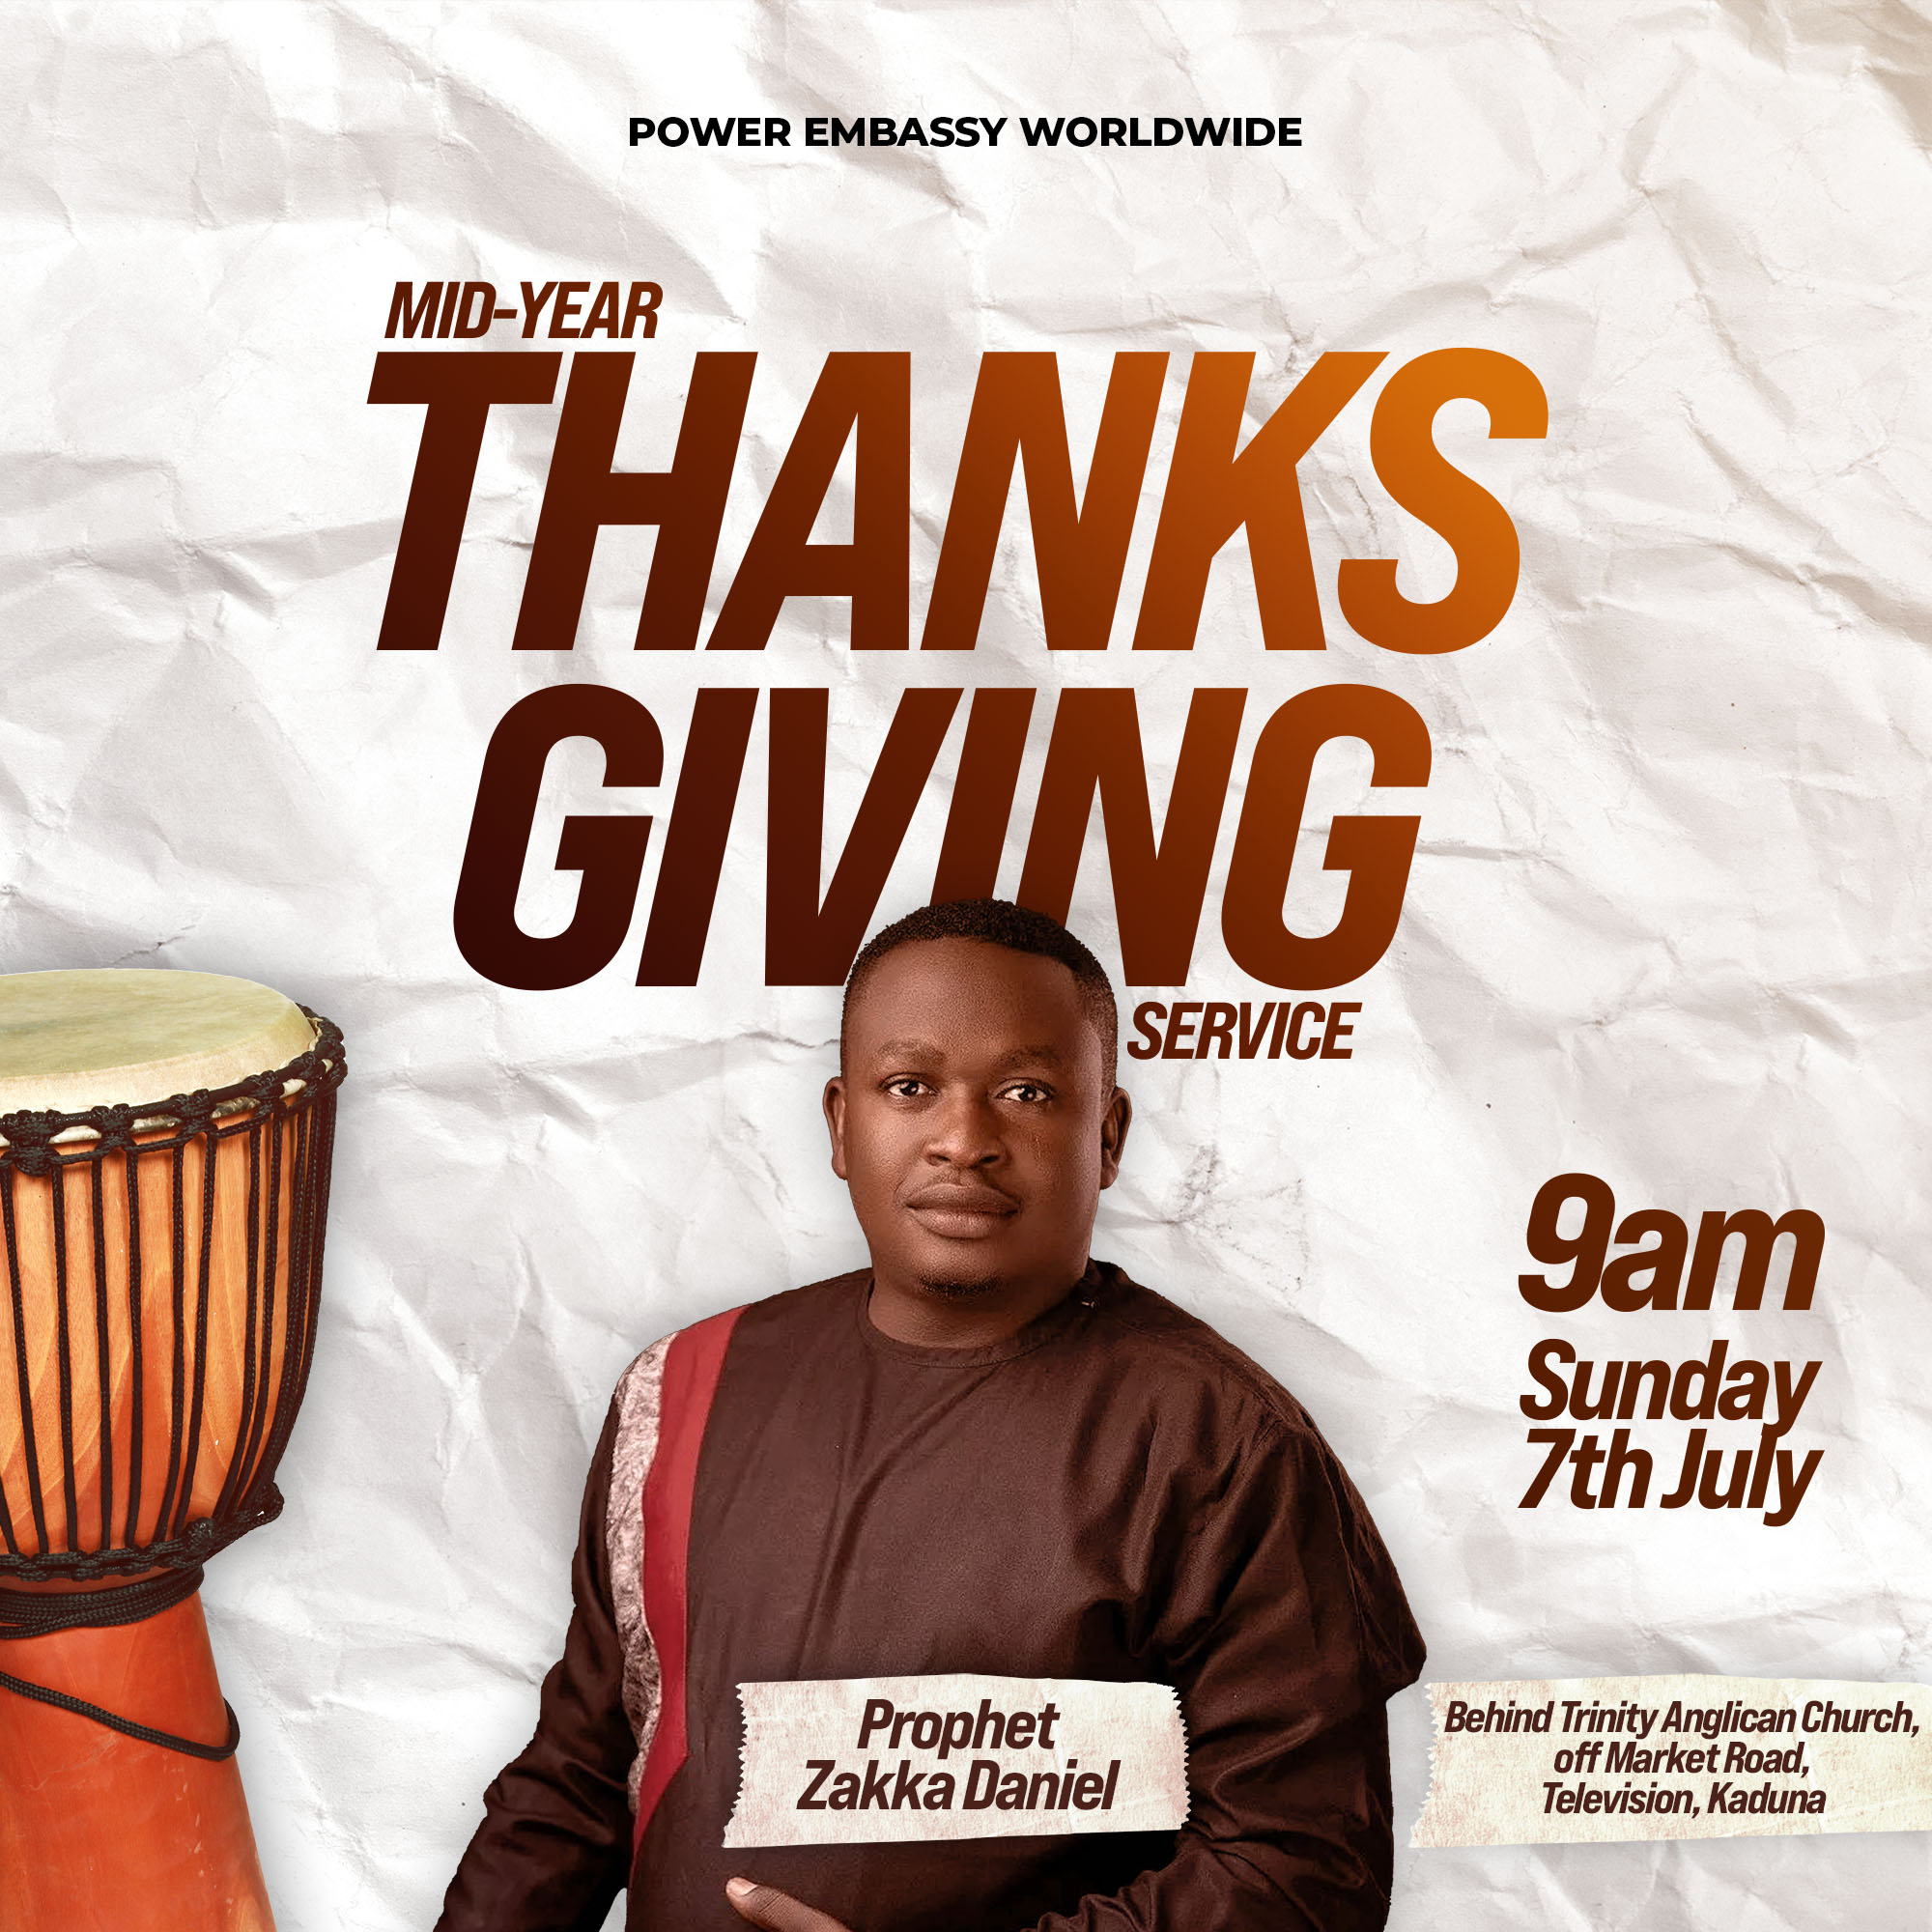 POWER EMBASSY WORLDWIDE
MID-YEAR
THANKS
GIVING
SERVICE
9am
Sunday
7th July
Prophet
Zakka Daniel
Behind Trinity Anglican Church,
off Market Road,
Television, Kaduna